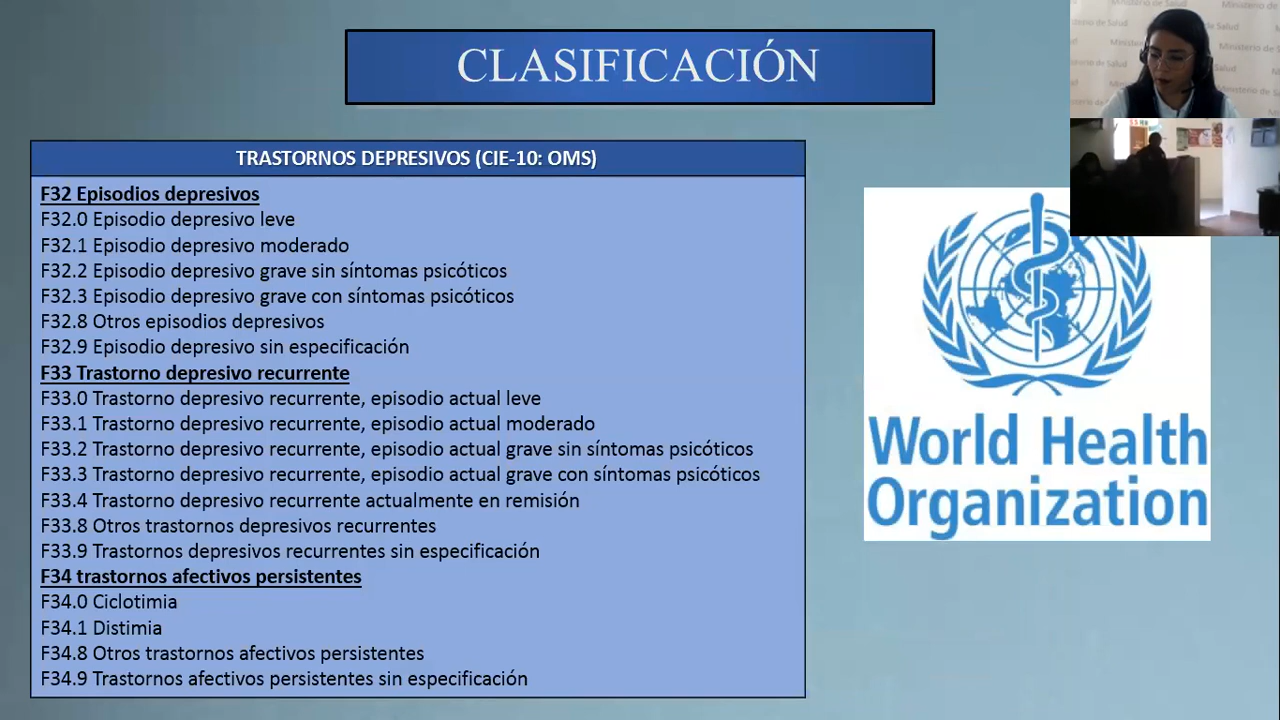 CLASIFICACIÓN
TRASTORNOS DEPRESIVOS (CIE-10: OMS)
F32 Episodios depresivos
F32.0 Episodio depresivo leve
F32.1 Episodio depresivo moderado
F32.2 Episodio depresivo grave sin síntomas psicóticos
F32.3 Episodio depresivo grave con síntomas psicóticos
F32.8 Otros episodios depresivos
F32.9 Episodio depresivo sin especificación
F33 Trastorno depresivo recurrente
F33.0 Trastorno depresivo recurrente, episodio actual leve
F33.1 Trastorno depresivo recurrente, episodio actual moderado
F33.2 Trastorno depresivo recurrente, episodio actual grave sin síntomas psicóticos
F33.3 Trastorno depresivo recurrente, episodio actual grave con síntomas psicóticos
F33.4 Trastorno depresivo recurrente actualmente en remisión
F33.8 Otros trastornos depresivos recurrentes
F33.9 Trastornos depresivos recurrentes sin especificación
F34 trastornos afectivos persistentes
F34.0 Ciclotimia
F34.1 Distimia
F34.8 Otros trastornos afectivos persistentes
F34.9 Trastornos afectivos persistentes sin especificación
World Health
Organization
Ministerio de Salud